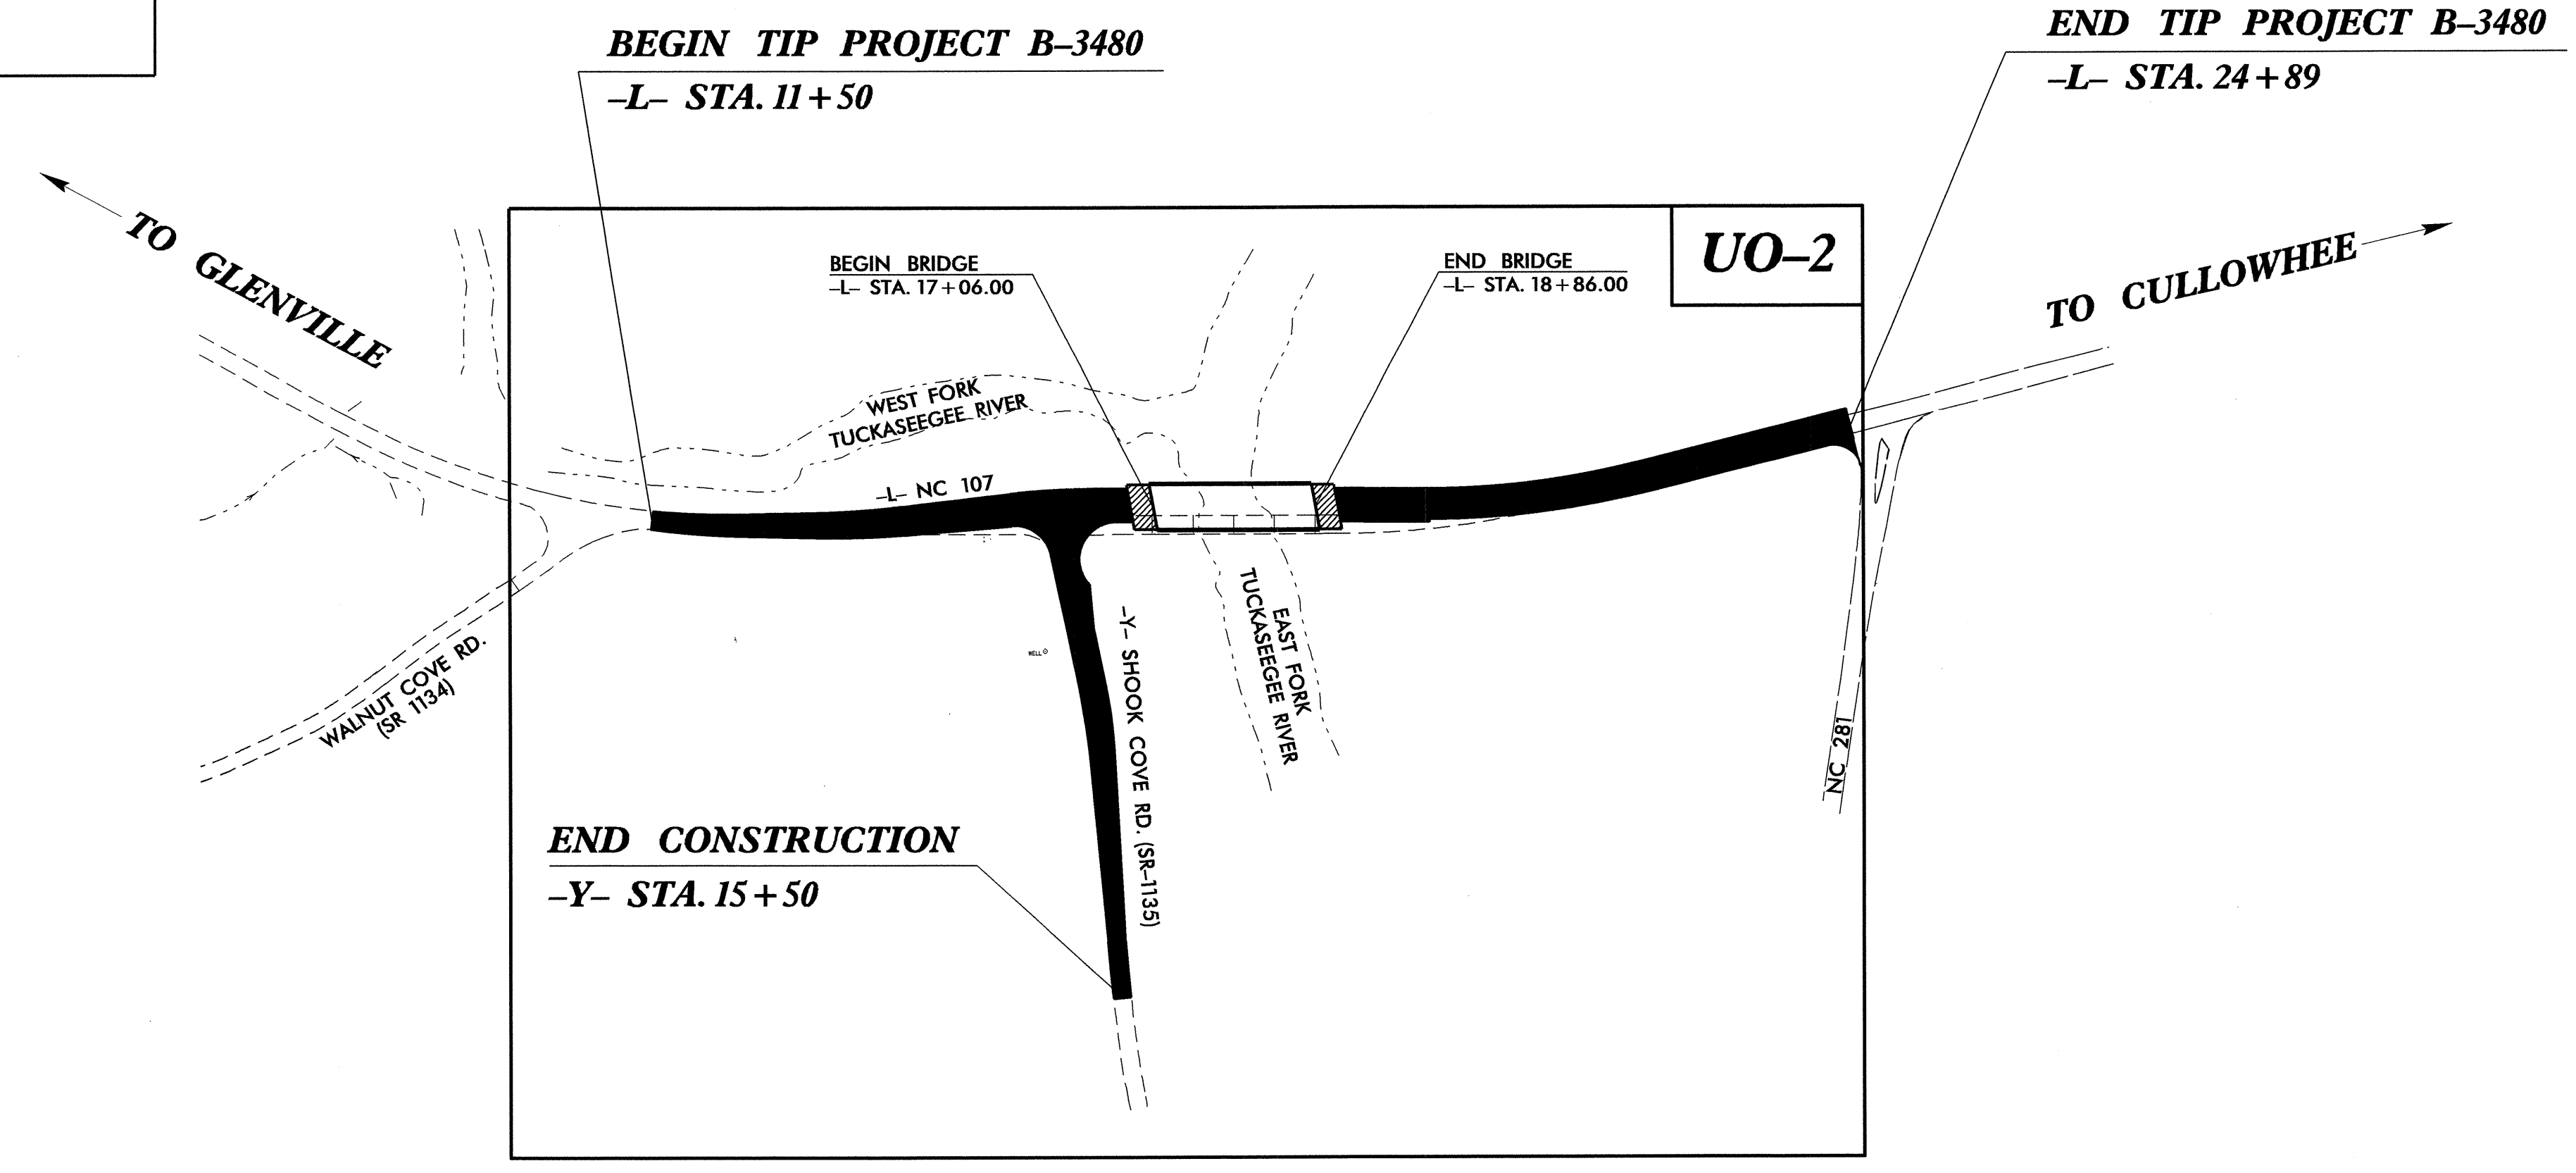 BEGIN TIP PROJECT B–3480
–L– STA. 11+50
END TIP PROJECT B–3480
–L– STA. 24+89
TO GLENVILLE
UO–2
BEGIN BRIDGE
–L– STA. 17+06.00
END BRIDGE
–L– STA. 18+86.00
TO CULLOWHEE
WEST FORK
TUCKASEEGEE RIVER
–L– NC 107
EAST FORK
TUCKASEEGEE RIVER
–Y– SHOOK COVE RD. (SR–1135)
WELL
WALNUT COVE RD.
(SR 1134)
NC 281
END CONSTRUCTION
–Y– STA. 15+50